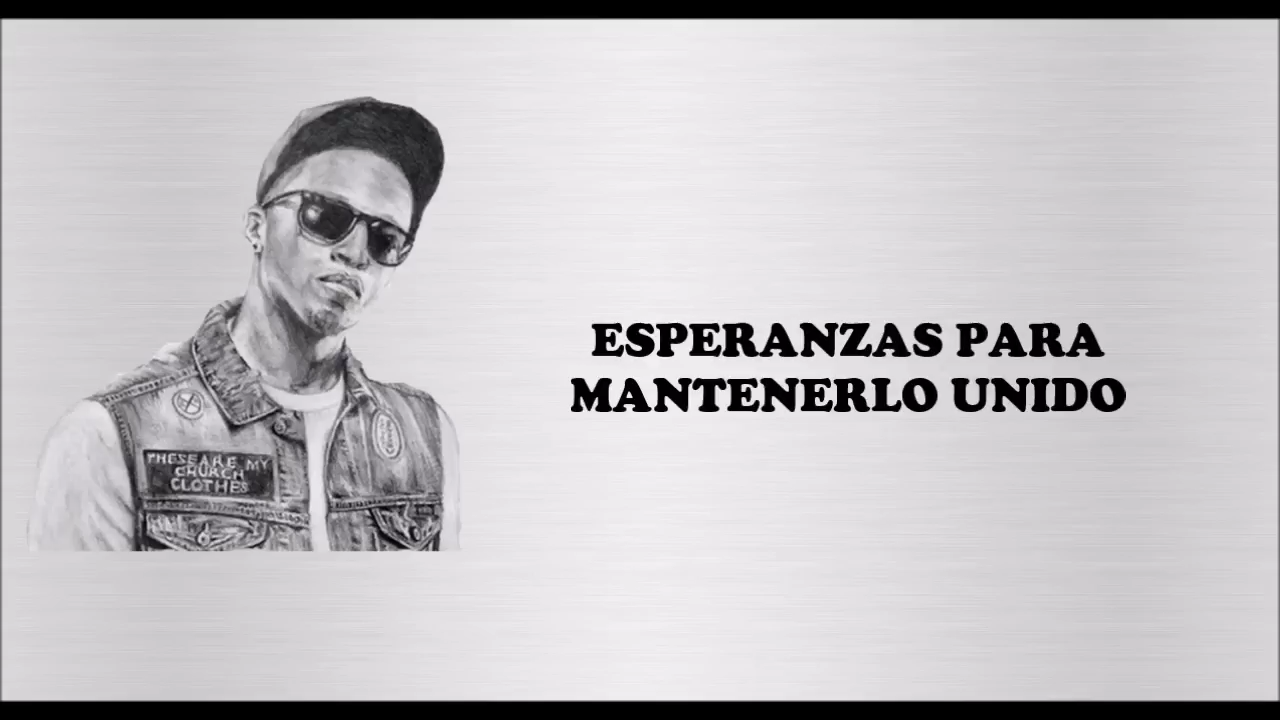 ESPERANZAS PARA
MANTENERLO UNIDO
THESE ARE MY
CHURCH
CLOTHES